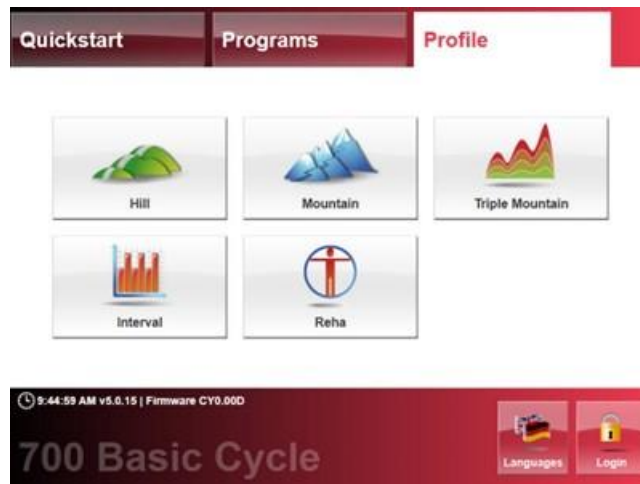 Quickstart Programs Profile
Hill Mountain Triple Mountain
Interval Reha
9:44:59 AM v5.0.15 | Firmware CY0.00D
700 Basic Cycle
Languages Login